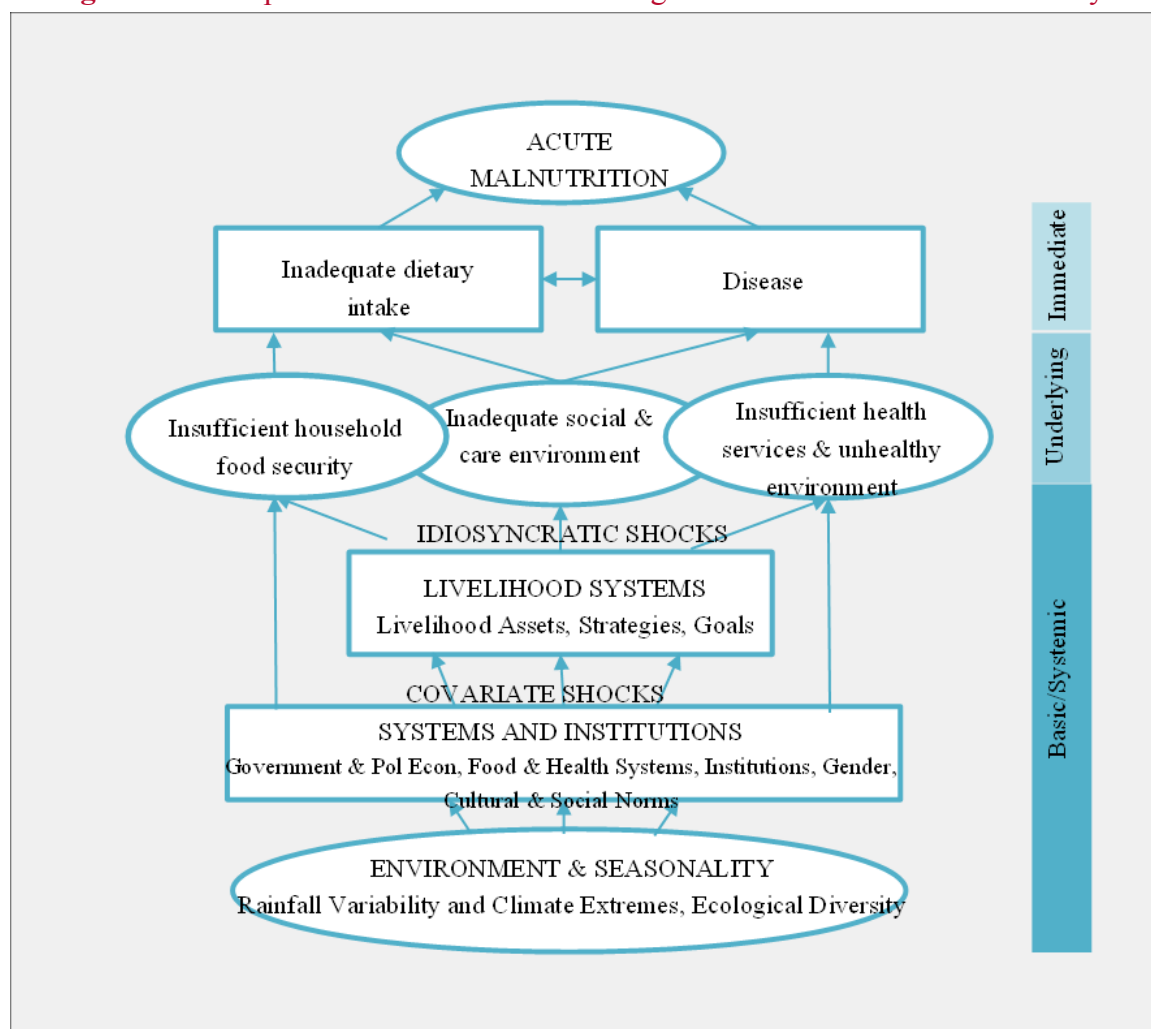 ACUTE
MALNUTRITION
Inadequate dietary
intake
Disease
Immediate
Insufficient household
food security
Inadequate social &
care environment
Insufficient health
services & unhealthy
environment
Underlying
IDIOSYNCRATIC SHOCKS
LIVELIHOOD SYSTEMS
Livelihood Assets, Strategies, Goals
COVARIATE SHOCKS
SYSTEMS AND INSTITUTIONS
Government & Pol Econ, Food & Health Systems, Institutions, Gender,
Cultural & Social Norms
ENVIRONMENT & SEASONALITY
Rainfall Variability and Climate Extremes, Ecological Diversity
Basic/Systemic